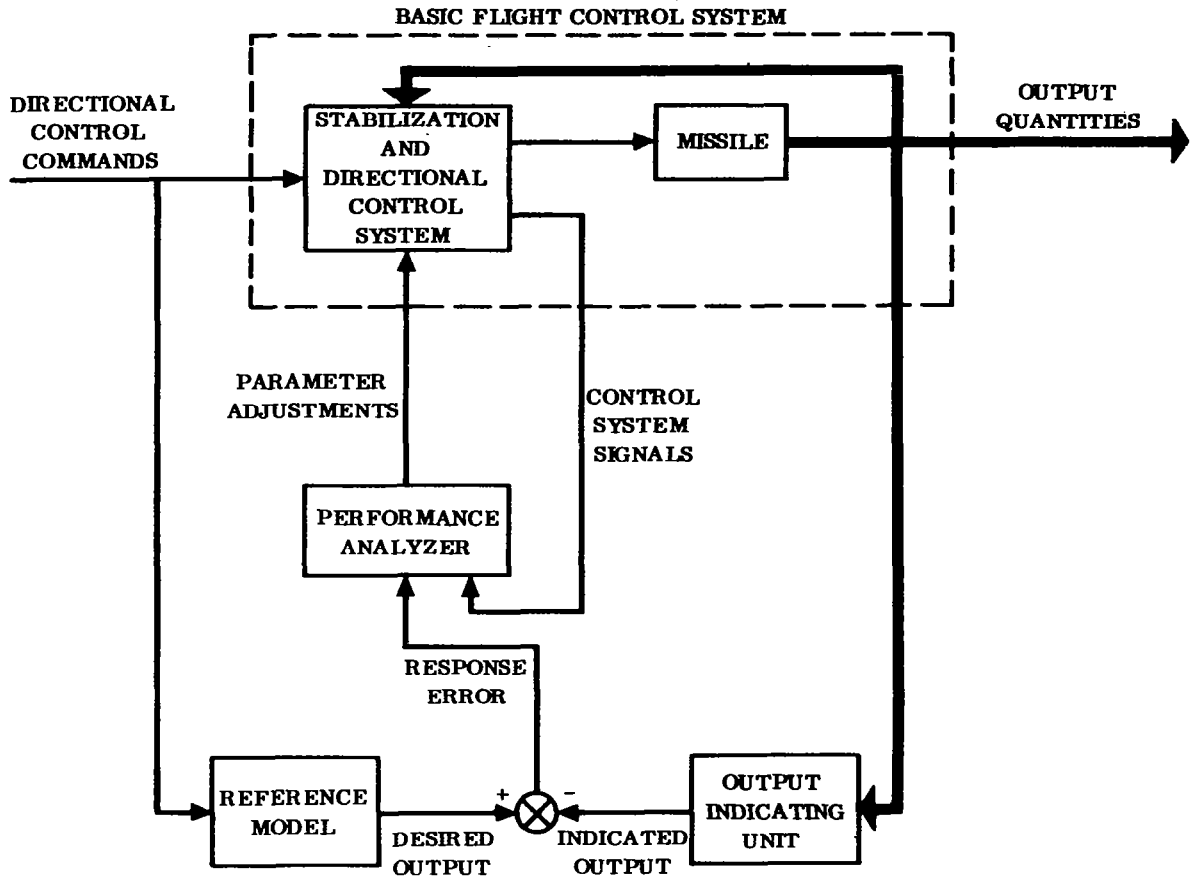 BASIC FLIGHT CONTROL SYSTEM
DIRECTIONAL
CONTROL
COMMANDS
STABILIZATION
AND
DIRECTIONAL
CONTROL
SYSTEM
MISSILE
OUTPUT
QUANTITIES
PARAMETER
ADJUSTMENTS
CONTROL
SYSTEM
SIGNALS
PERFORMANCE
ANALYZER
RESPONSE
ERROR
REFERENCE
MODEL
+
−
DESIRED
OUTPUT
INDICATED
OUTPUT
OUTPUT
INDICATING
UNIT